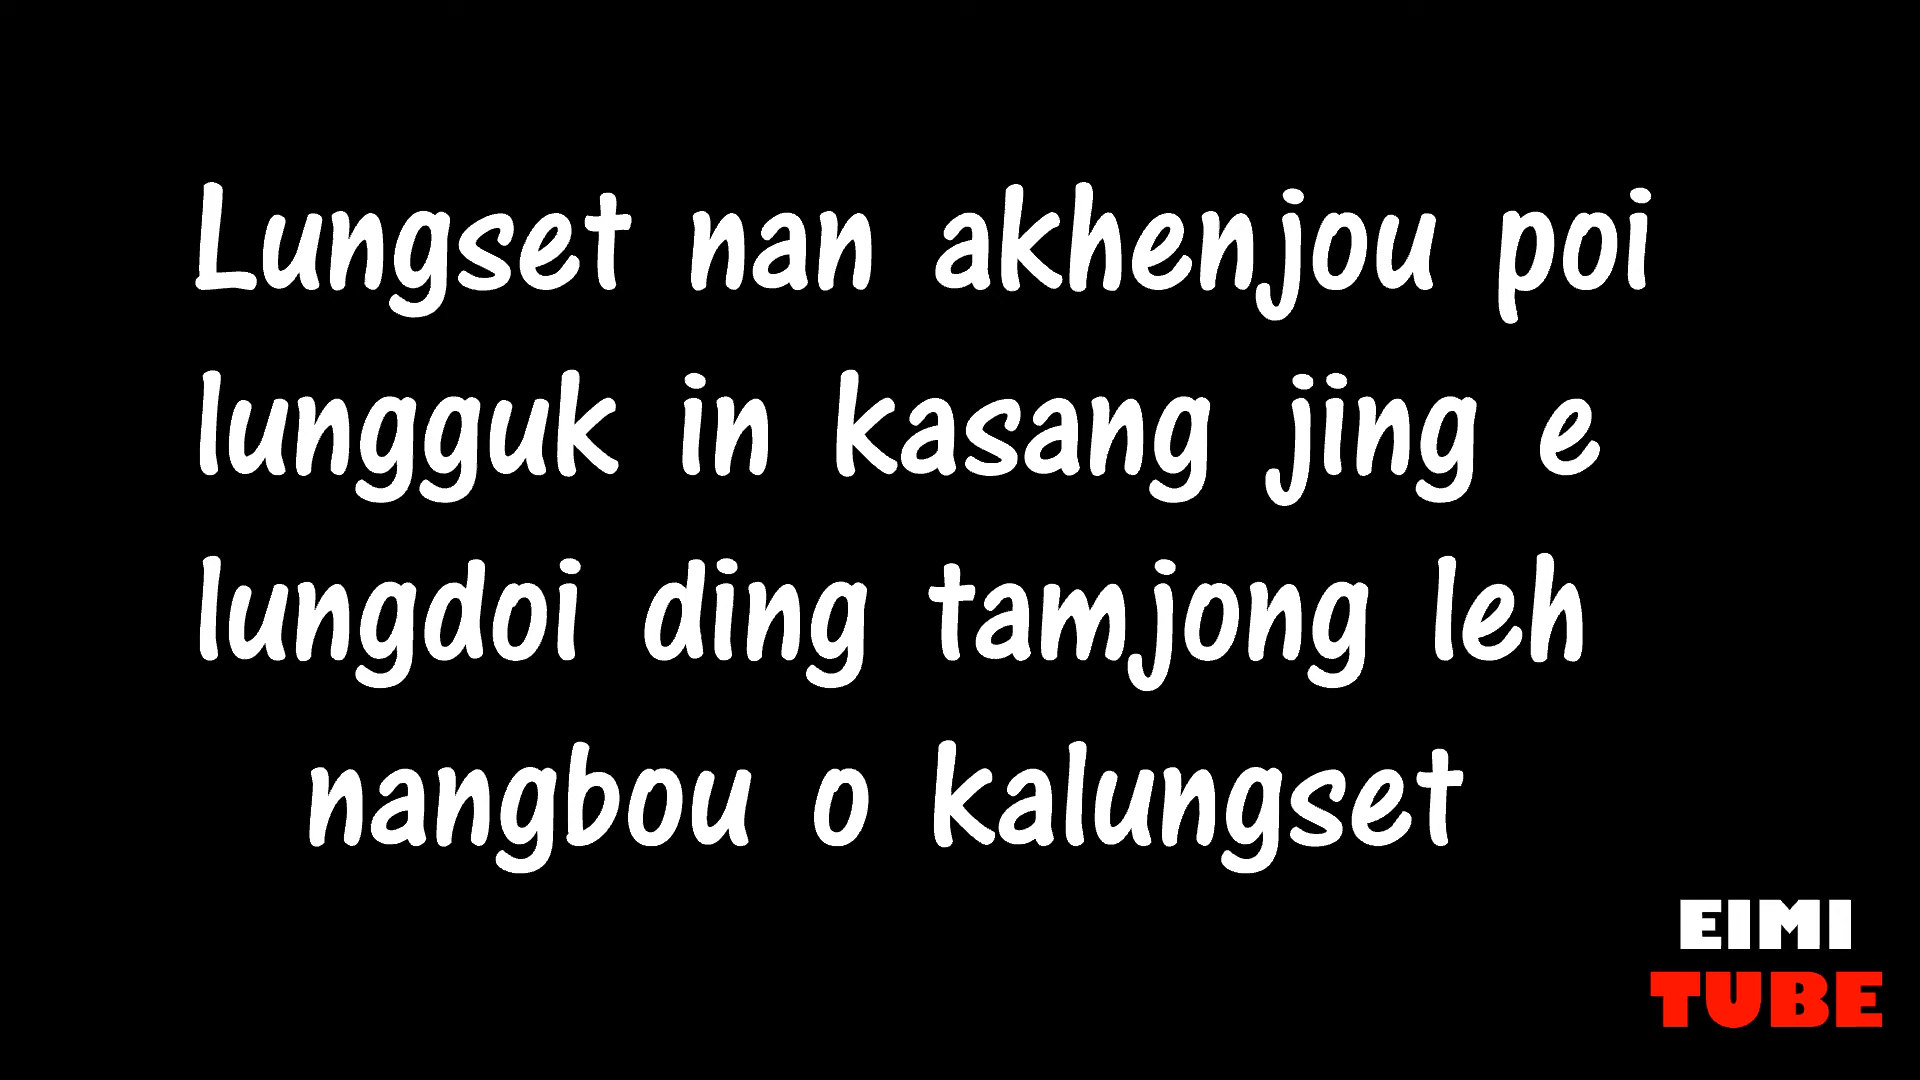 Lungset nan akhenjou poi
lungguk in kasang jing e
lungdoi ding tamjong leh
nangbou o kalungset
EIMI
TUBE